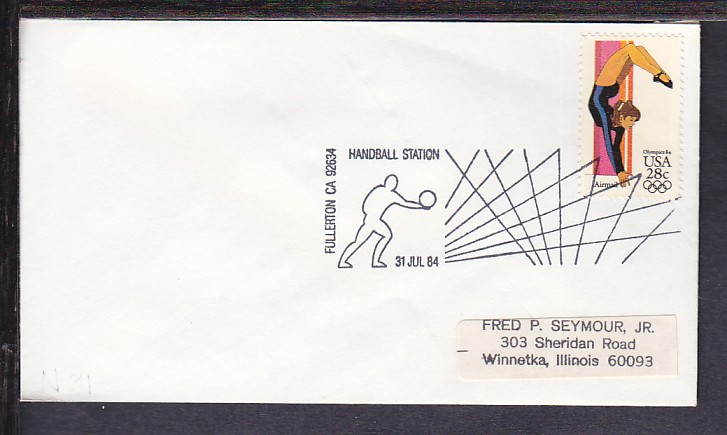 Olympics 84
USA
28c
Airmail
HANDBALL STATION
FULLERTON CA 92634
31 JUL 84
FRED P. SEYMOUR, JR.
303 Sheridan Road
Winnetka, Illinois 60093